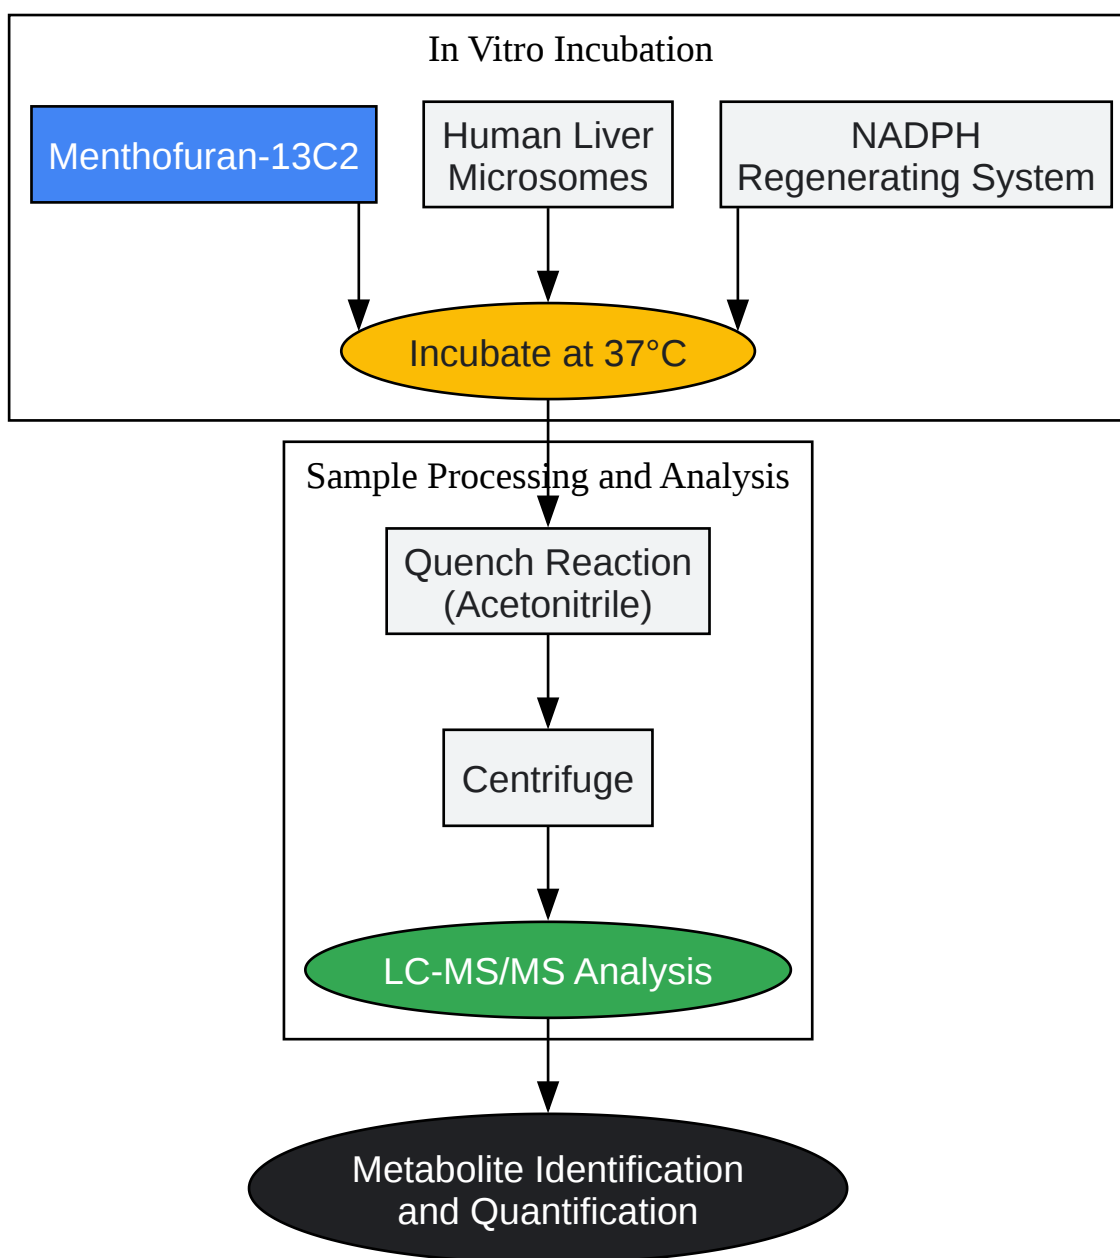 In Vitro Incubation
Menthofuran-13C2
Human Liver
Microsomes
NADPH
Regenerating System
Incubate at 37°C
Sample Processing and Analysis
Quench Reaction
(Acetonitrile)
Centrifuge
LC-MS/MS Analysis
Metabolite Identification
and Quantification